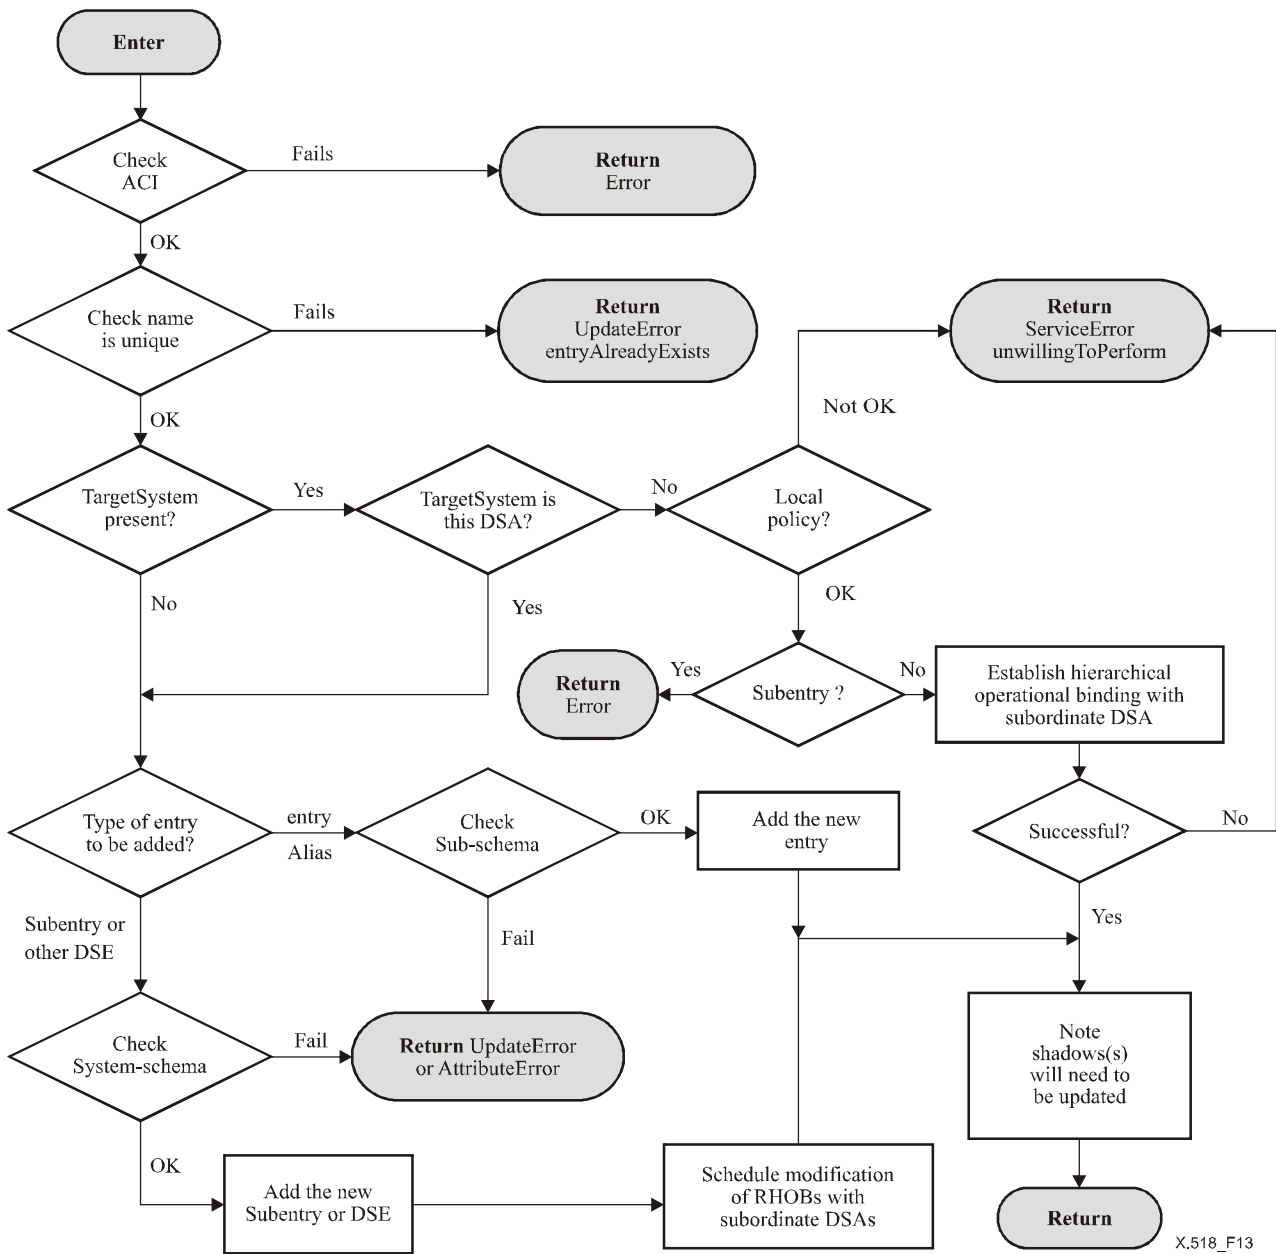 Enter
Check
ACI
Fails
Return
Error
OK
Check name
is unique
Fails
Return
UpdateError
entryAlreadyExists
Return
ServiceError
unwillingToPerform
OK
Not OK
TargetSystem
present?
Yes
TargetSystem is
this DSA?
No
Local
policy?
No
Yes
OK
Return
Error
Yes
Subentry ?
No
Establish hierarchical
operational binding with
subordinate DSA
Type of entry
to be added?
entry
Alias
Check
Sub-schema
OK
Add the new
entry
Successful?
No
Subentry or
other DSE
Fail
Yes
Check
System-schema
Fail
Return UpdateError
or AttributeError
Note
shadows(s)
will need to
be updated
OK
Add the new
Subentry or DSE
Schedule modification
of RHOBs with
subordinate DSAs
Return
X.518_F13